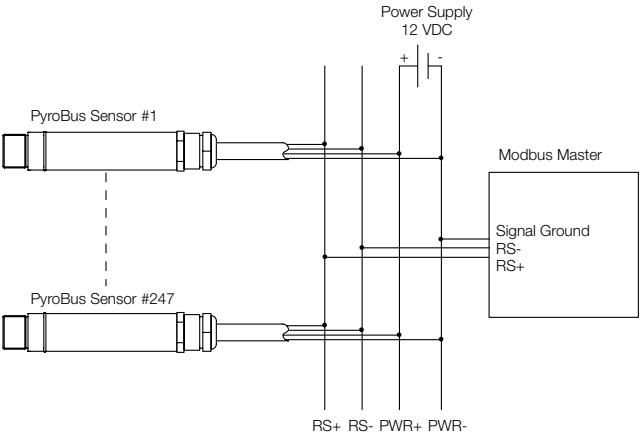 Power Supply
12 VDC
+ -
PyroBus Sensor #1
Modbus Master
Signal Ground
RS-
RS+
PyroBus Sensor #247
RS+ RS- PWR+ PWR-